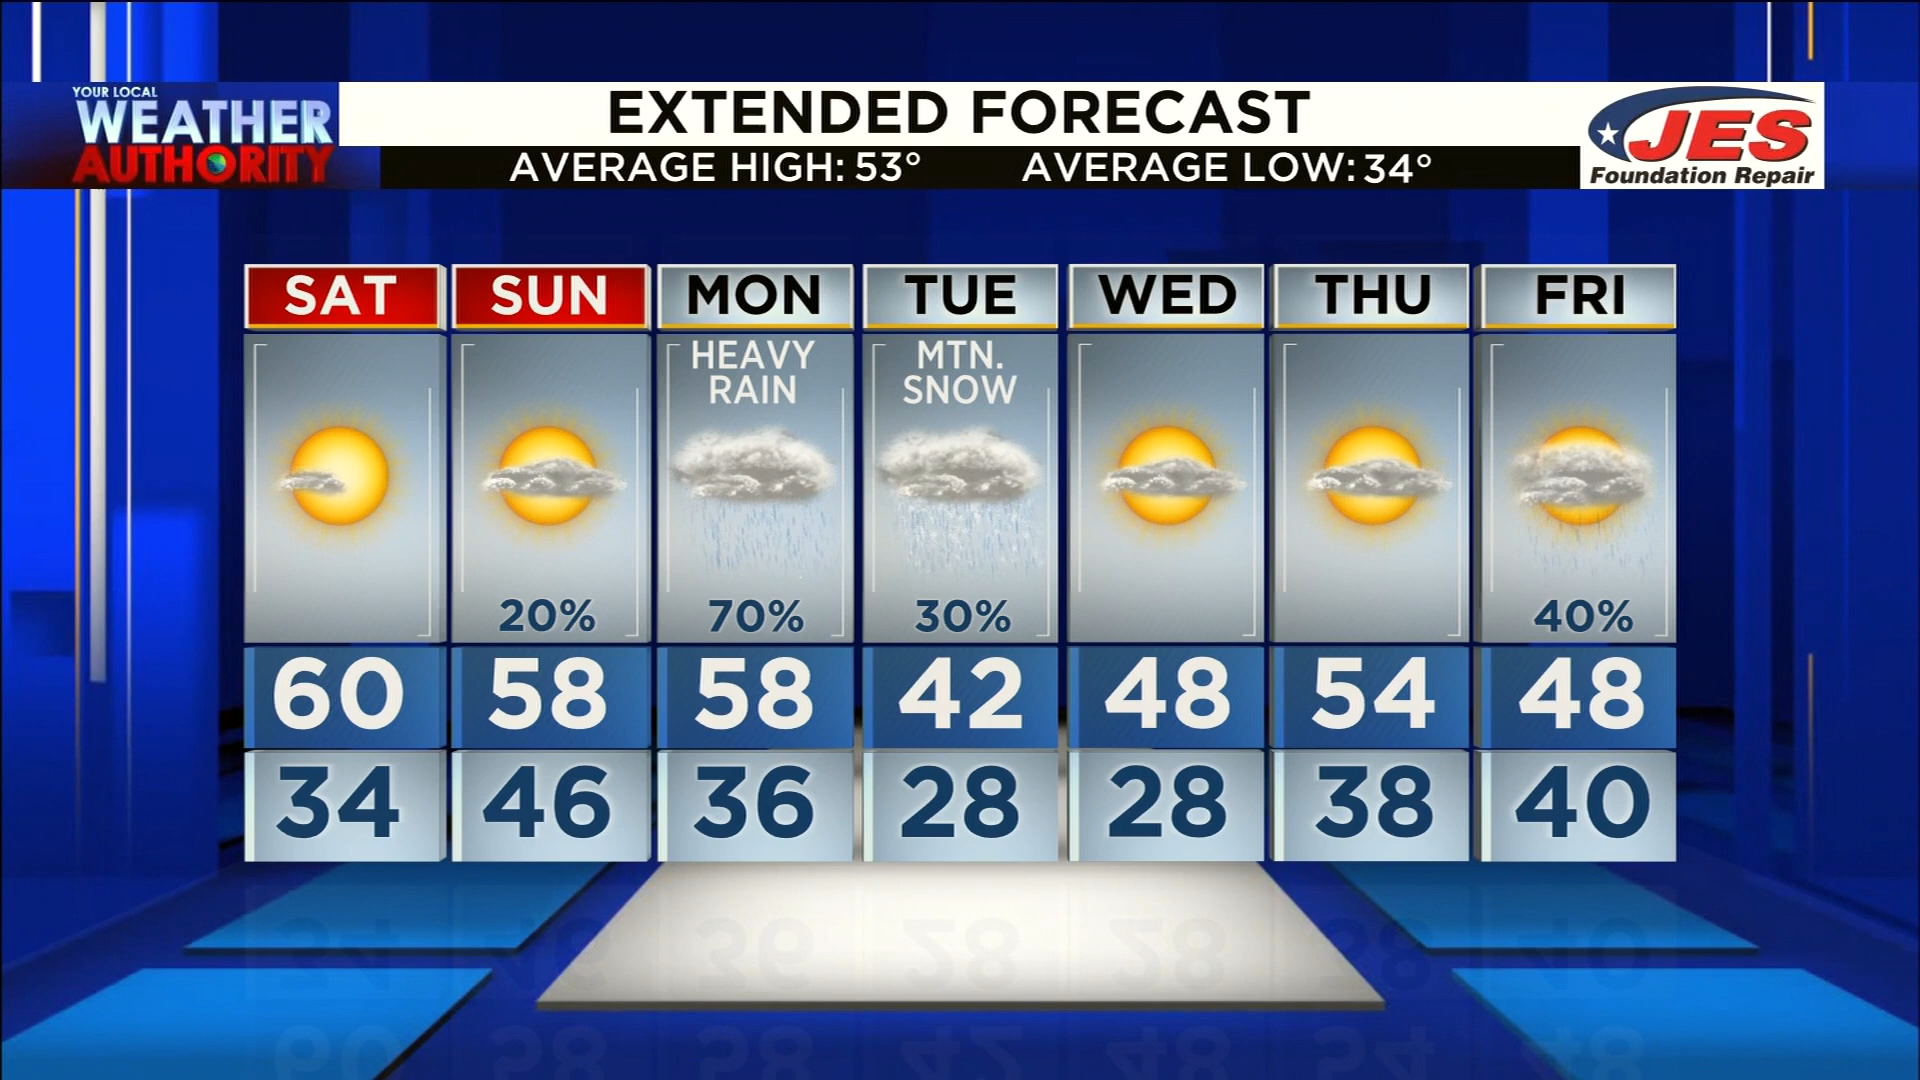 YOUR LOCAL
WEATHER
AUTHORITY
EXTENDED FORECAST
AVERAGE HIGH: 53° AVERAGE LOW: 34°
JES
Foundation Repair
SAT SUN MON TUE WED THU FRI
HEAVY RAIN
MTN. SNOW
20% 70% 30% 40%
60 58 58 42 48 54 48
34 46 36 28 28 38 40